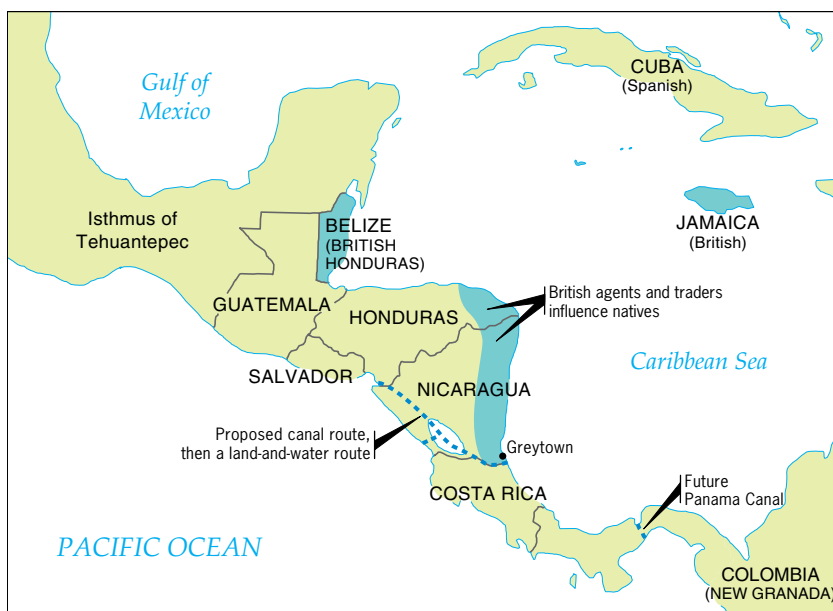 Gulf of
Mexico
CUBA
(Spanish)
Isthmus of
Tehuantepec
BELIZE
(BRITISH
HONDURAS)
JAMAICA
(British)
GUATEMALA
HONDURAS
British agents and traders
influence natives
Caribbean Sea
SALVADOR
NICARAGUA
Proposed canal route,
then a land-and-water route
Greytown
COSTA RICA
Future
Panama Canal
PACIFIC OCEAN
COLOMBIA
(NEW GRANADA)